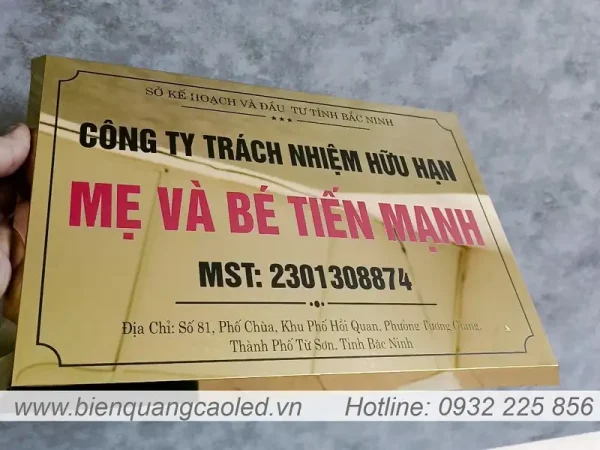 SỞ KẾ HOẠCH VÀ ĐẦU TƯ TỈNH BẮC NINH
CÔNG TY TRÁCH NHIỆM HỮU HẠN
MẸ VÀ BÉ TIẾN MẠNH
MST: 2301308874
Địa Chỉ: Số 81, Phố Chùa, Khu Phố Hồi Quan, Phường Tương Giang,
Thành Phố Từ Sơn, Tỉnh Bắc Ninh
www.bienquangcaoled.vn Hotline: 0932 225 856